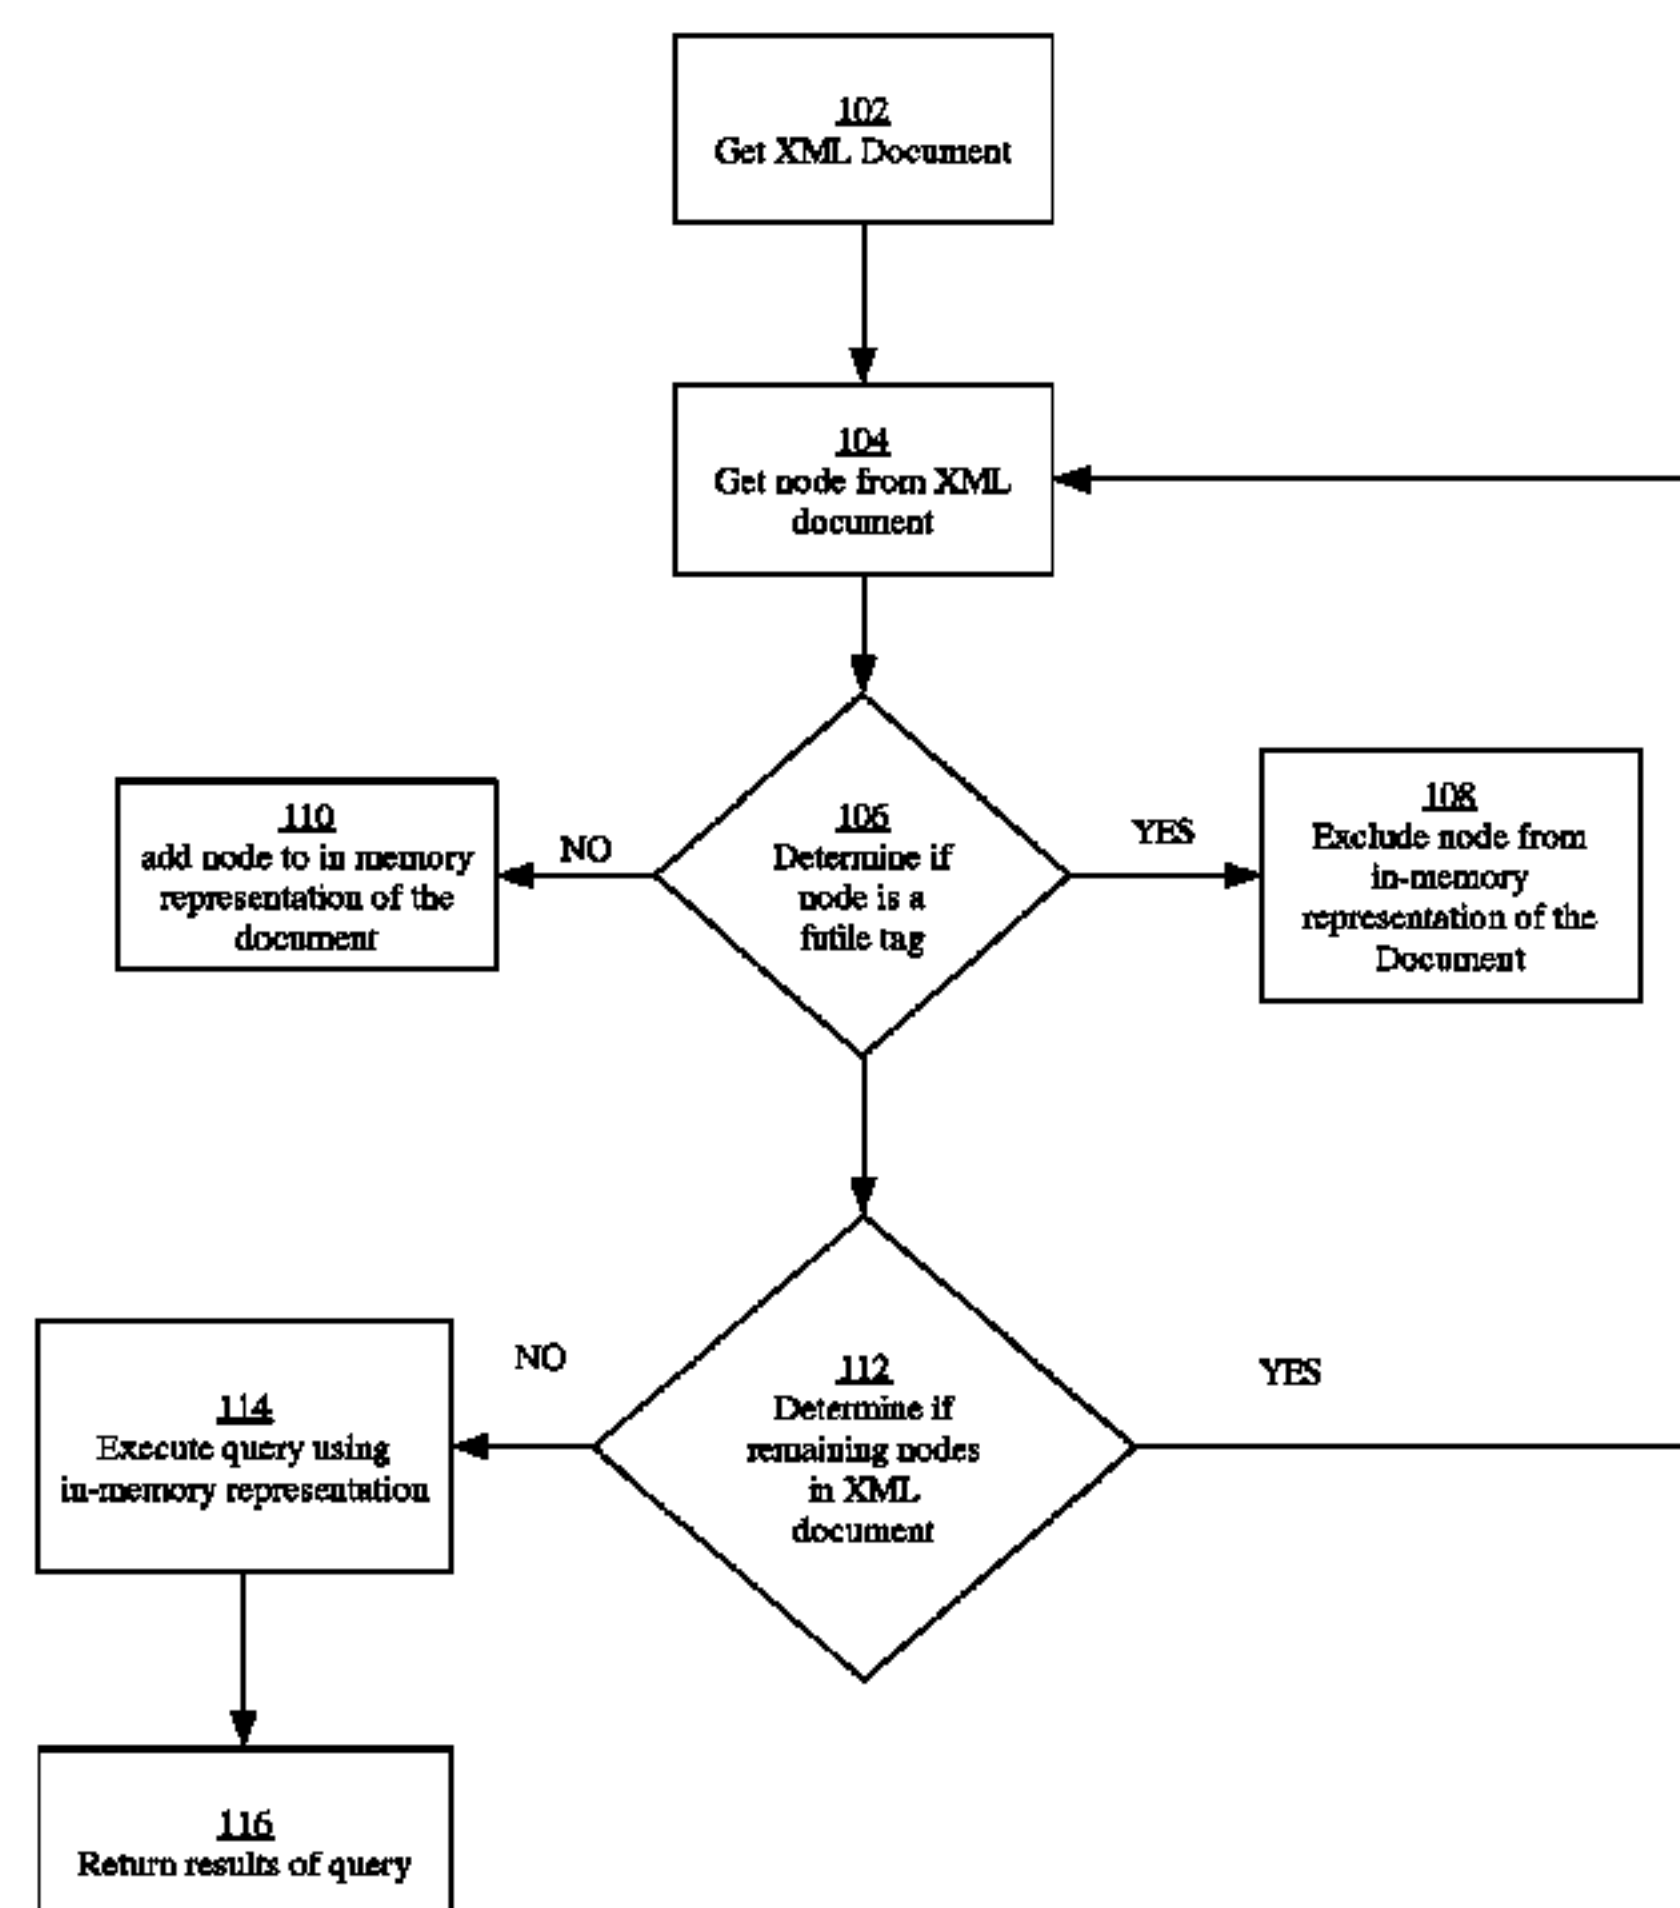 102
Get XML Document
104
Get node from XML
document
110
add node to in memory
representation of the
document
NO
106
Determine if
node is a
futile tag
YES
108
Exclude node from
in-memory
representation of the
Document
114
Execute query using
in-memory representation
NO
112
Determine if
remaining nodes
in XML
document
YES
116
Return results of query